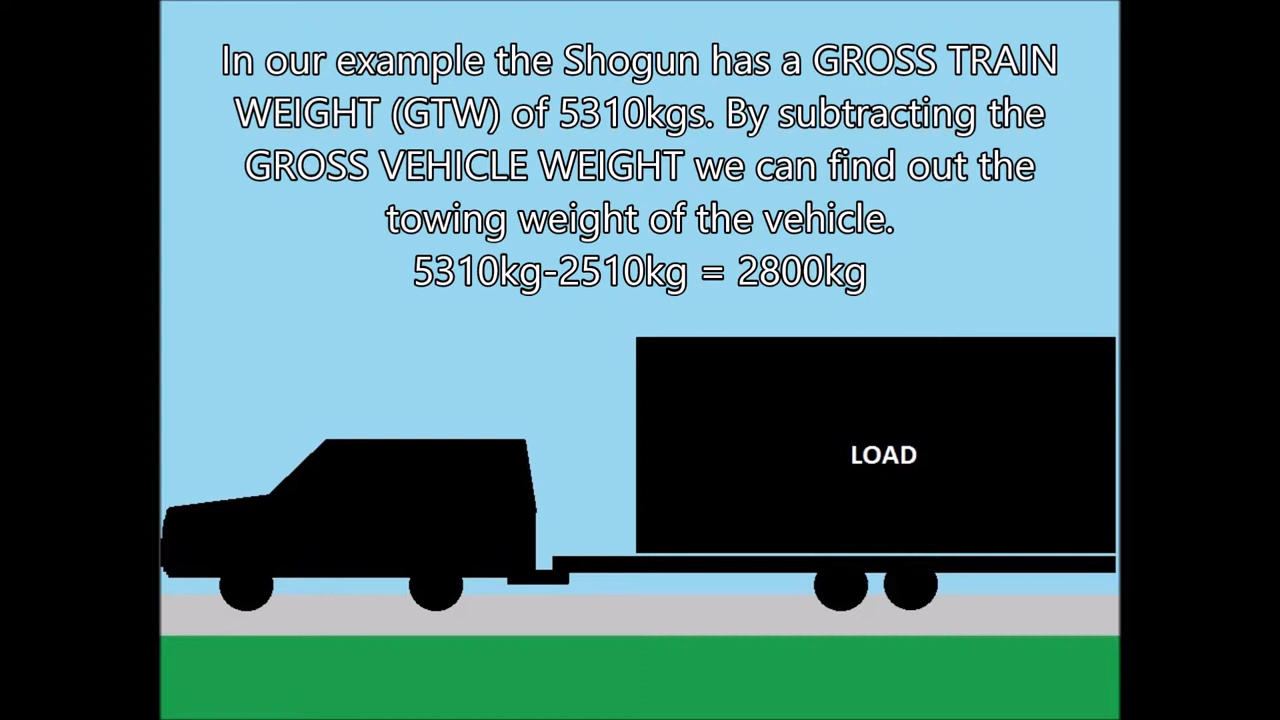 In our example the Shogun has a GROSS TRAIN
WEIGHT (GTW) of 5310kgs. By subtracting the
GROSS VEHICLE WEIGHT we can find out the
towing weight of the vehicle.
5310kg-2510kg = 2800kg
LOAD